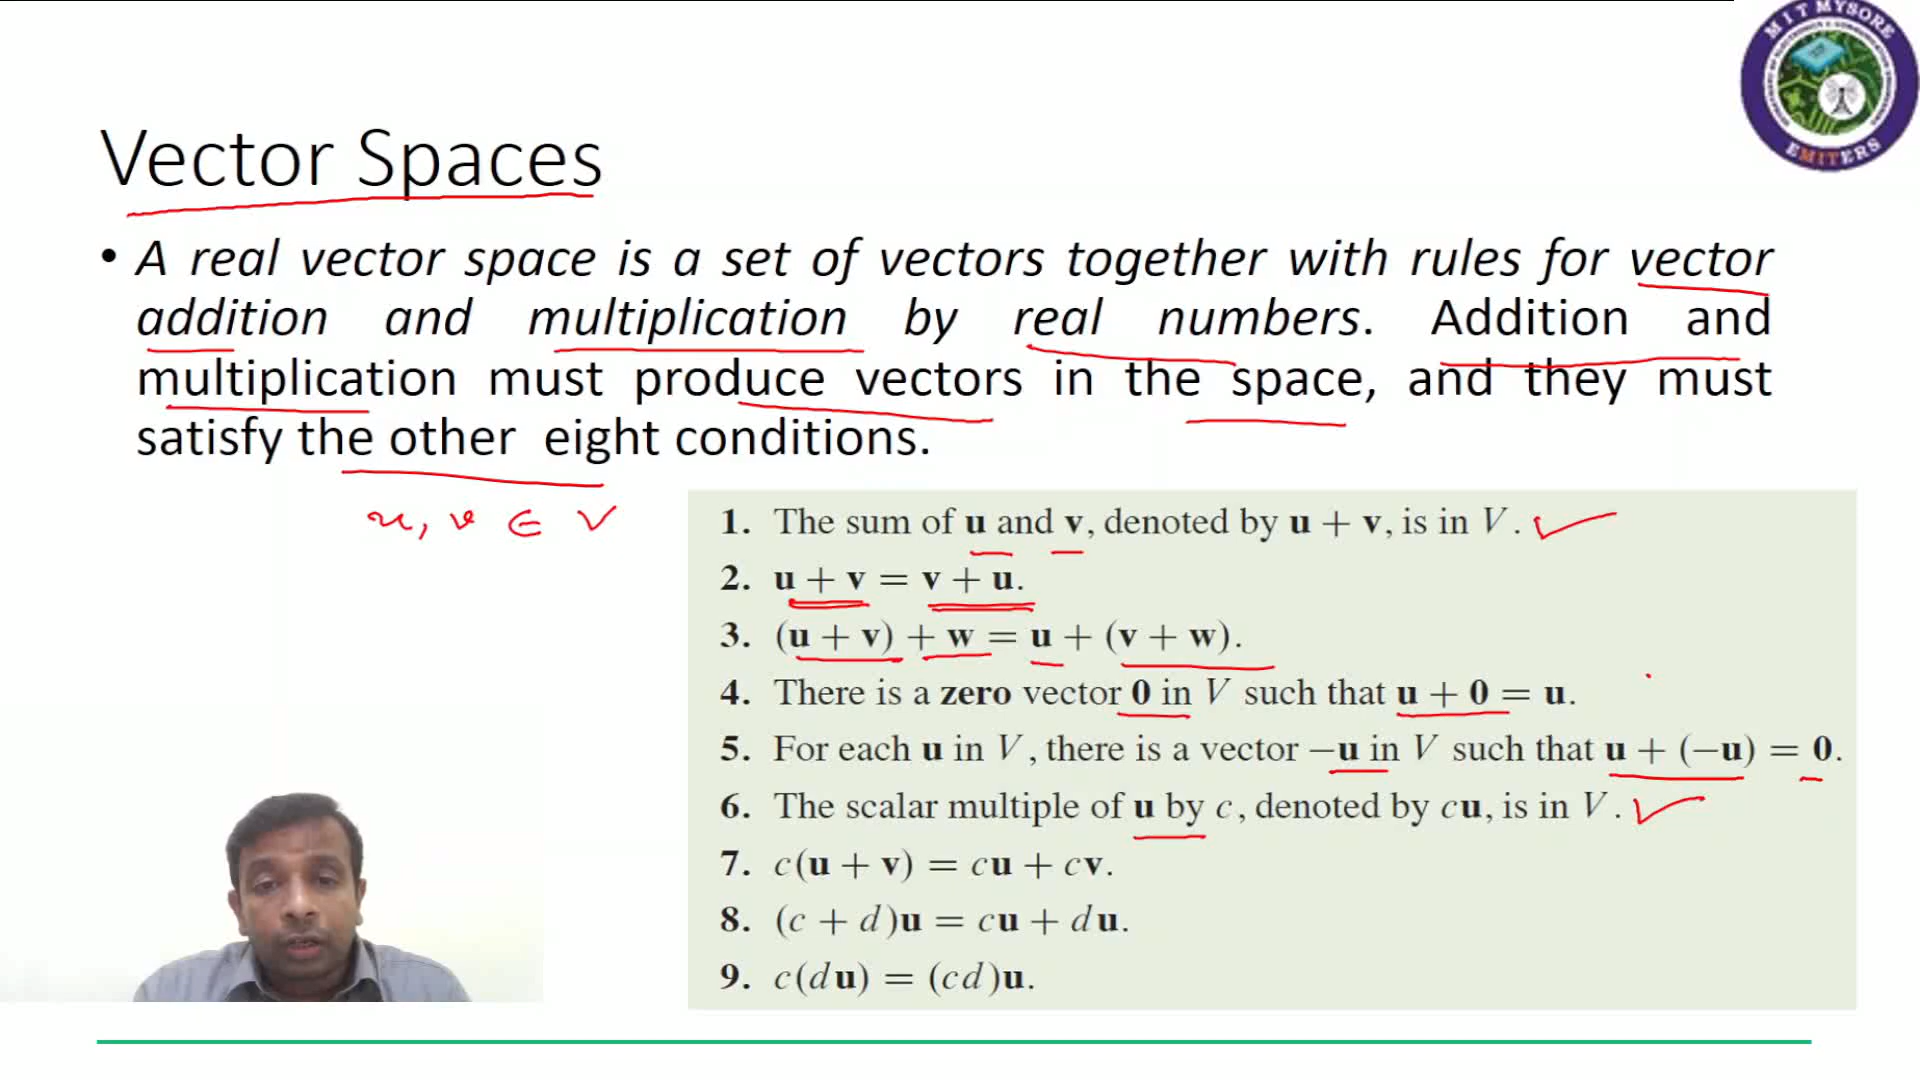 MIT MYSORE
EMITERS
Vector Spaces
• A real vector space is a set of vectors together with rules for vector
addition and multiplication by real numbers. Addition and
multiplication must produce vectors in the space, and they must
satisfy the other eight conditions.
u, v ∈ V
1. The sum of u and v, denoted by u + v, is in V. ✓
2. u + v = v + u.
3. (u + v) + w = u + (v + w).
4. There is a zero vector 0 in V such that u + 0 = u.
5. For each u in V, there is a vector −u in V such that u + (−u) = 0.
6. The scalar multiple of u by c, denoted by cu, is in V. ✓
7. c(u + v) = cu + cv.
8. (c + d)u = cu + du.
9. c(du) = (cd)u.